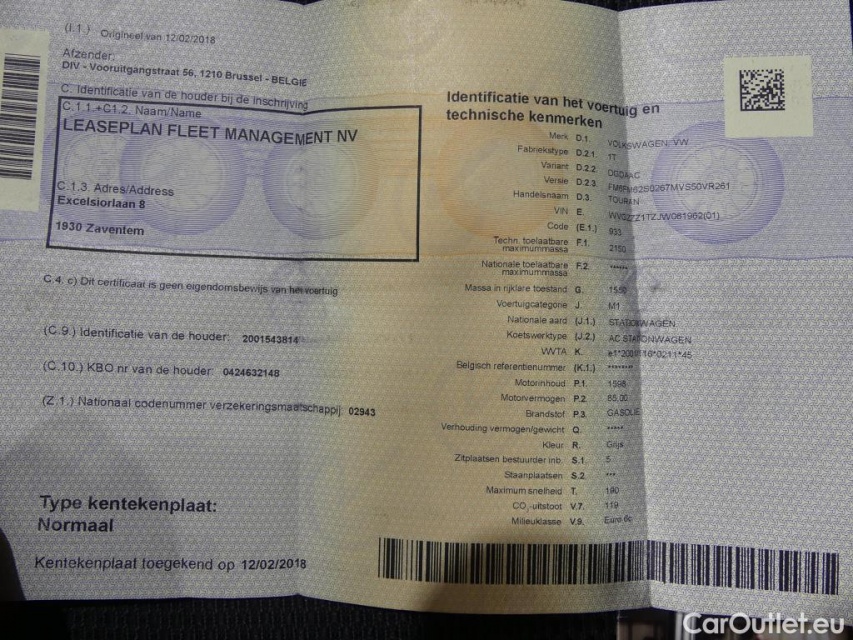 (I.1.) Origineel van 12/02/2018
Afzender:
DIV - Vooruitgangstraat 56, 1210 Brussel - BELGIE
C. Identificatie van de houder bij de inschrijving
C.1.1.+C1.2. Naam/Name
LEASEPLAN FLEET MANAGEMENT NV
C.1.3. Adres/Address
Excelsiorlaan 8
1930 Zaventem
C.4. c) Dit certificaat is geen eigendomsbewijs van het voertuig
(C.9.) Identificatie van de houder: 2001543814
(C.10.) KBO nr van de houder: 0424632148
(Z.1.) Nationaal codenummer verzekeringsmaatschappij: 02943
Type kentekenplaat:
Normaal
Kentekenplaat toegekend op 12/02/2018
Identificatie van het voertuig en
technische kenmerken
Merk D.1. VOLKSWAGEN, VW
Fabriekstype D.2.1 1T
Variant D.2.2
Versie D.2.3.
Handelsnaam D.3. TOURAN
VIN E.
Code (E.1.) 933
Techn. toelaatbare F.1. 2150
maximummassa
Nationale toelaatbare F.2. ******
maximummassa
Massa in rijklare toestand G.
Voertuigcategorie J. M1
Nationale aard (J.1.) STATIONWAGEN
Koetswerktype (J.2.) AC STATIONWAGEN
VVTA K.
Belgisch referentienummer (K.1.) ********
Motorinhoud P.1. 1598
Motorvermogen P.2. 85,00
Brandstof P.3. GASOLIE
Verhouding vermogen/gewicht Q. *****
Kleur R. Grijs
Zitplaatsen bestuurder inb. S.1. 5
Staanplaatsen S.2. ***
Maximum snelheid T. 190
CO₂-uitstoot V.7. 119
Milieuklasse V.9.
CarOutlet.eu